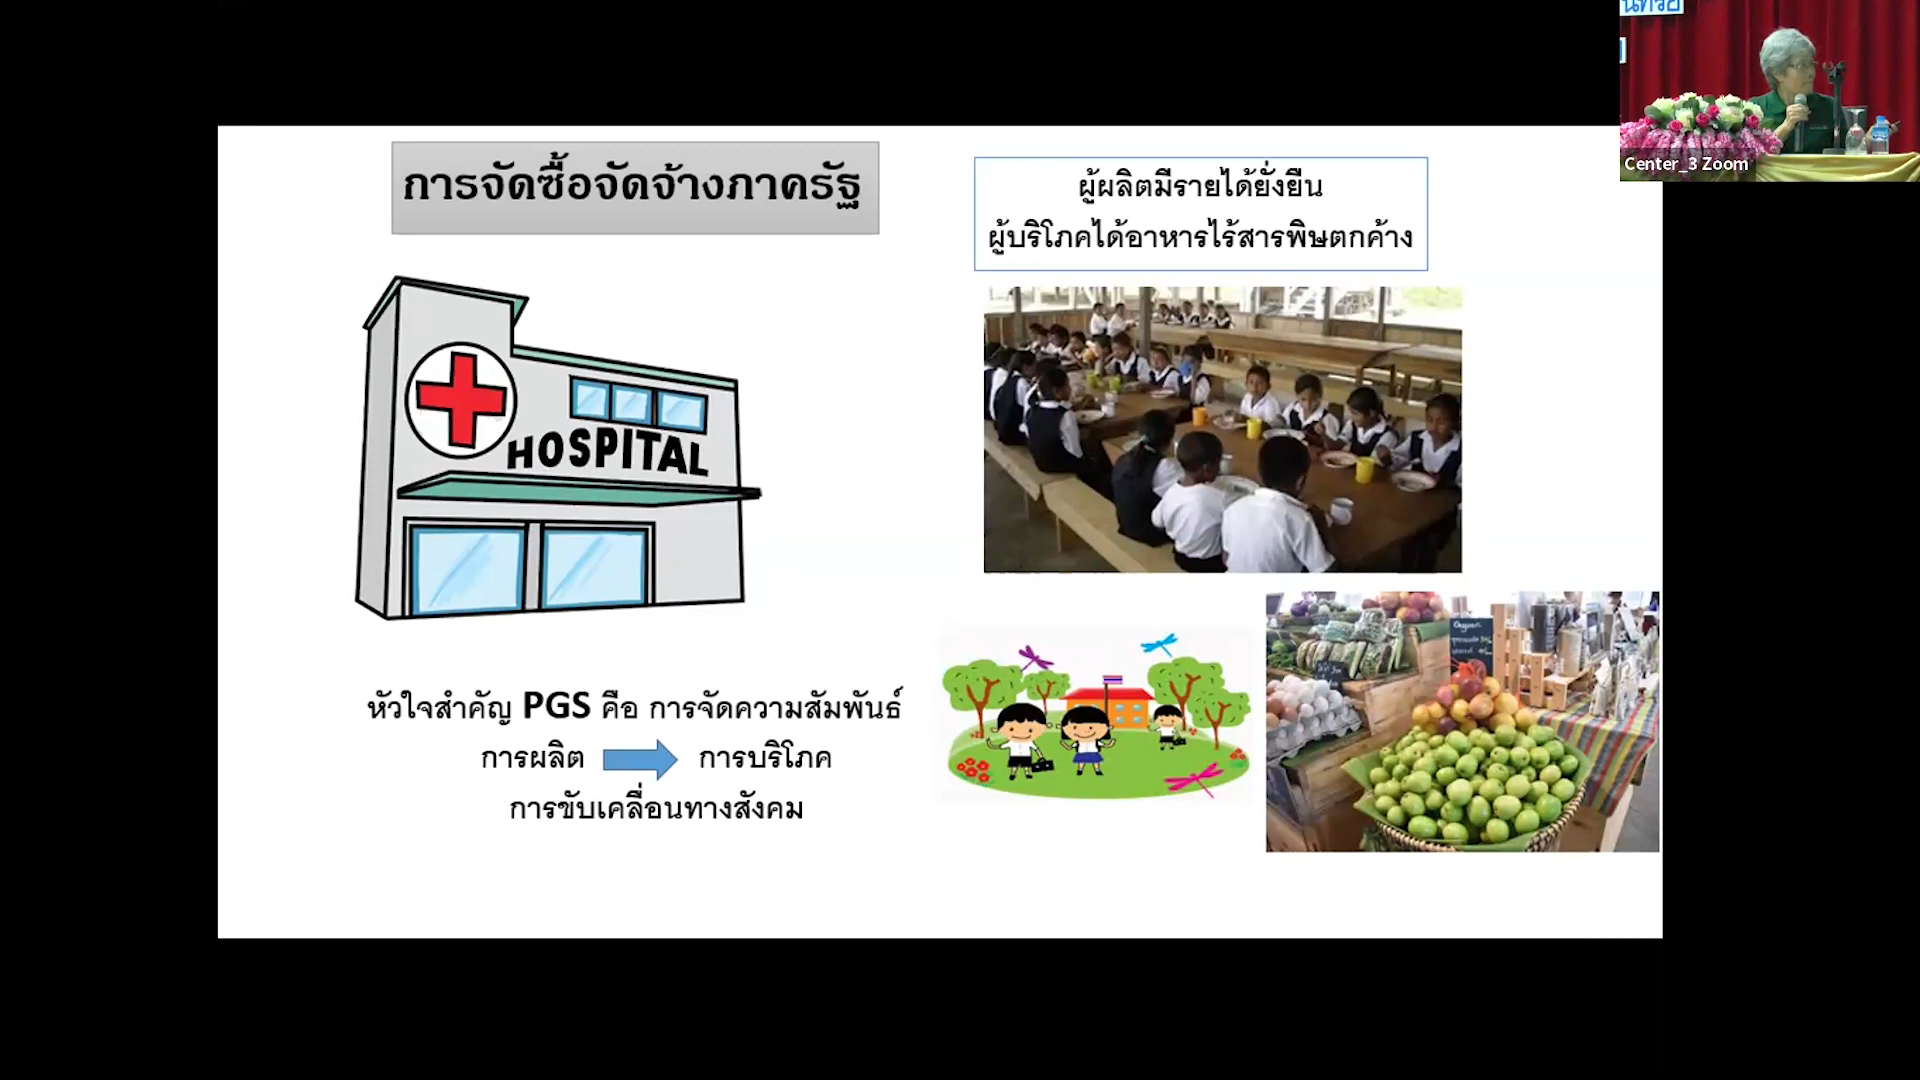 การจัดซื้อจัดจ้างภาครัฐ
ผู้ผลิตมีรายได้ยั่งยืน
ผู้บริโภคได้อาหารไร้สารพิษตกค้าง
HOSPITAL
หัวใจสำคัญ PGS คือ การจัดความสัมพันธ์
การผลิต การบริโภค
การขับเคลื่อนทางสังคม
Organic
Center_3 Zoom